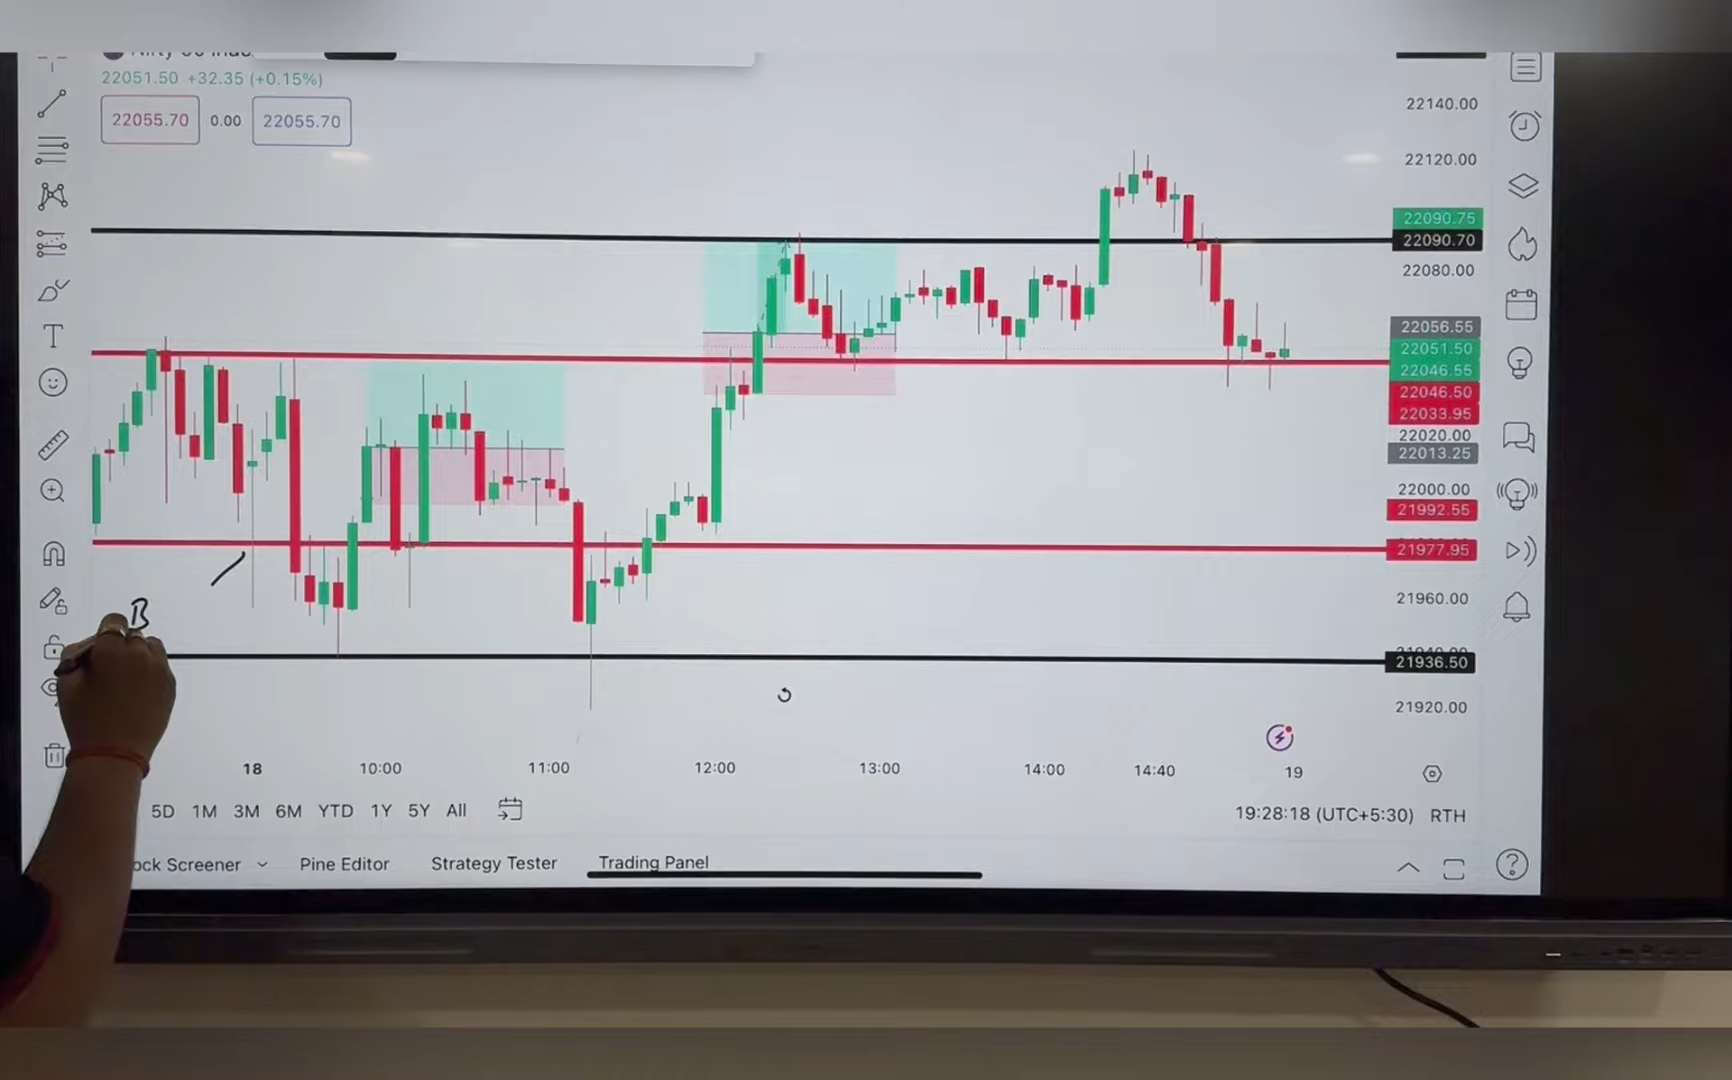 22051.50 +32.35 (+0.15%)
22055.70 0.00 22055.70
22140.00
22120.00
22090.75
22090.70
22080.00
22056.55
22051.50
22046.55
22046.50
22033.95
22020.00
22013.25
22000.00
21992.55
21977.95
21960.00
B
21936.50
21920.00
18 10:00 11:00 12:00 13:00 14:00 14:40 19
5D 1M 3M 6M YTD 1Y 5Y All
19:28:18 (UTC+5:30) RTH
ock Screener Pine Editor Strategy Tester Trading Panel